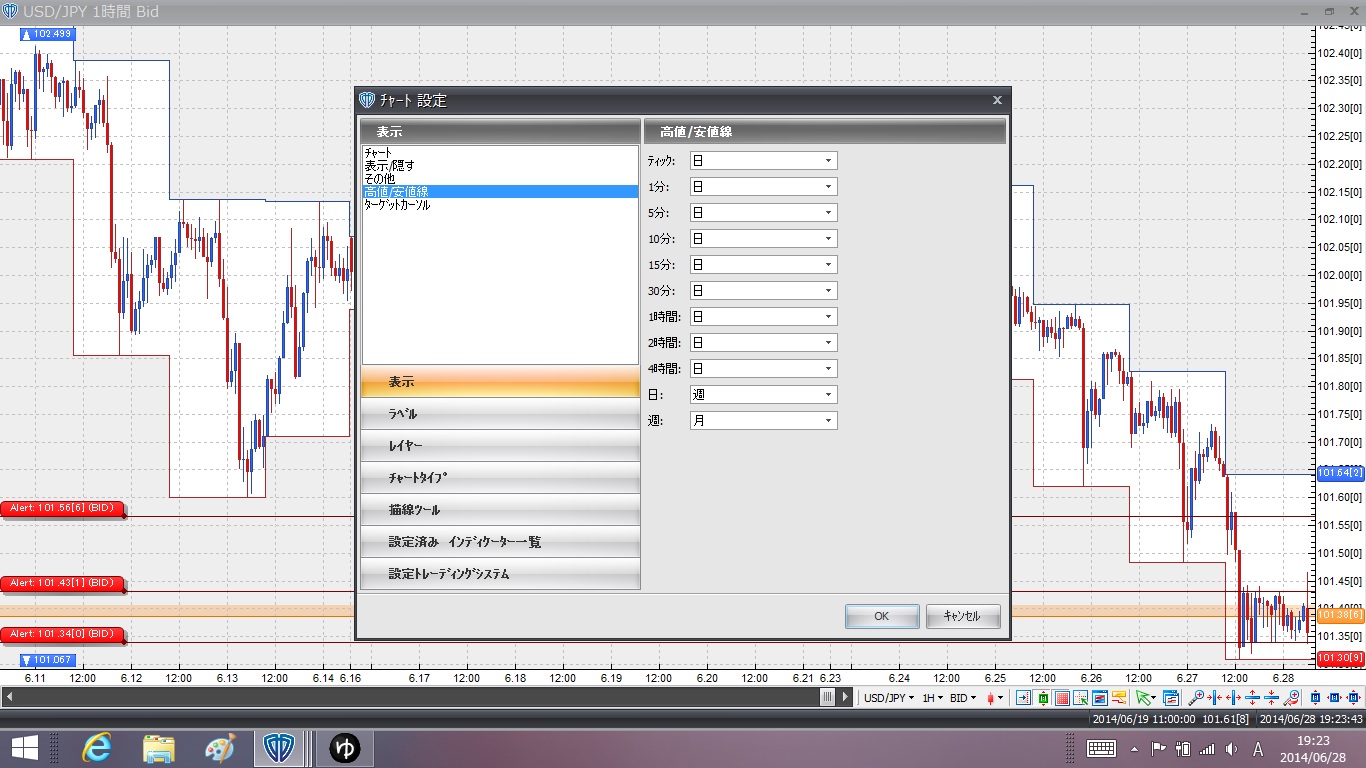 USD/JPY 1時間 Bid
102.499
102.40[0]
102.35[0]
102.30[0]
102.25[0]
102.20[0]
102.15[0]
102.10[0]
102.05[0]
102.00[0]
101.95[0]
101.90[0]
101.85[0]
101.80[0]
101.75[0]
101.70[0]
101.64[2]
101.60[0]
101.55[0]
101.50[0]
101.45[0]
101.38[6]
101.35[0]
101.30[9]
チャート 設定
表示
チャート
表示/隠す
その他
高値/安値線
ターゲットカーソル
表示
ラベル
レイヤー
チャートタイプ
描線ツール
設定済み インディケーター一覧
設定トレーディングシステム
高値/安値線
ティック: 日
1分: 日
5分: 日
10分: 日
15分: 日
30分: 日
1時間: 日
2時間: 日
4時間: 日
日: 週
週: 月
OK キャンセル
Alert: 101.56[6] (BID)
Alert: 101.43[1] (BID)
Alert: 101.34[0] (BID)
101.067
6.11 12:00 6.12 12:00 6.13 12:00 6.14 6.16 6.17 12:00 6.18 12:00 6.19 12:00 6.20 12:00 6.21 6.23 6.24 12:00 6.25 12:00 6.26 12:00 6.27 12:00 6.28
USD/JPY 1H BID
2014/06/19 11:00:00 101.61[8] 2014/06/28 19:23:43
ゆ
A
19:23
2014/06/28